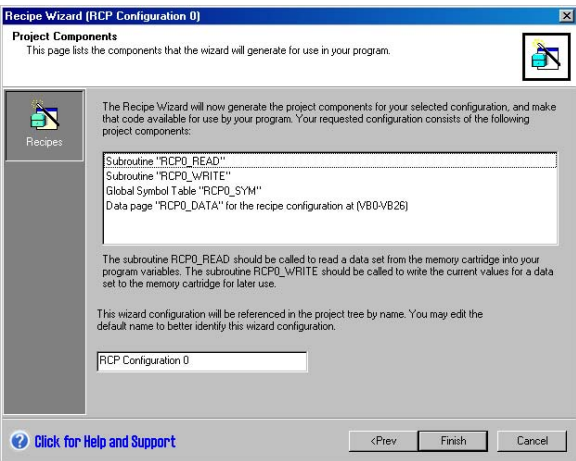 Recipe Wizard (RCP Configuration 0)
Project Components
This page lists the components that the wizard will generate for use in your program.
Recipes
The Recipe Wizard will now generate the project components for your selected configuration, and make
that code available for use by your program. Your requested configuration consists of the following
project components:
Subroutine "RCP0_READ"
Subroutine "RCP0_WRITE"
Global Symbol Table "RCP0_SYM"
Data page "RCP0_DATA" for the recipe configuration at (VB0-VB26)
The subroutine RCP0_READ should be called to read a data set from the memory cartridge into your
program variables. The subroutine RCP0_WRITE should be called to write the current values for a data
set to the memory cartridge for later use.
This wizard configuration will be referenced in the project tree by name. You may edit the
default name to better identify this wizard configuration.
RCP Configuration 0
Click for Help and Support
<Prev
Finish
Cancel